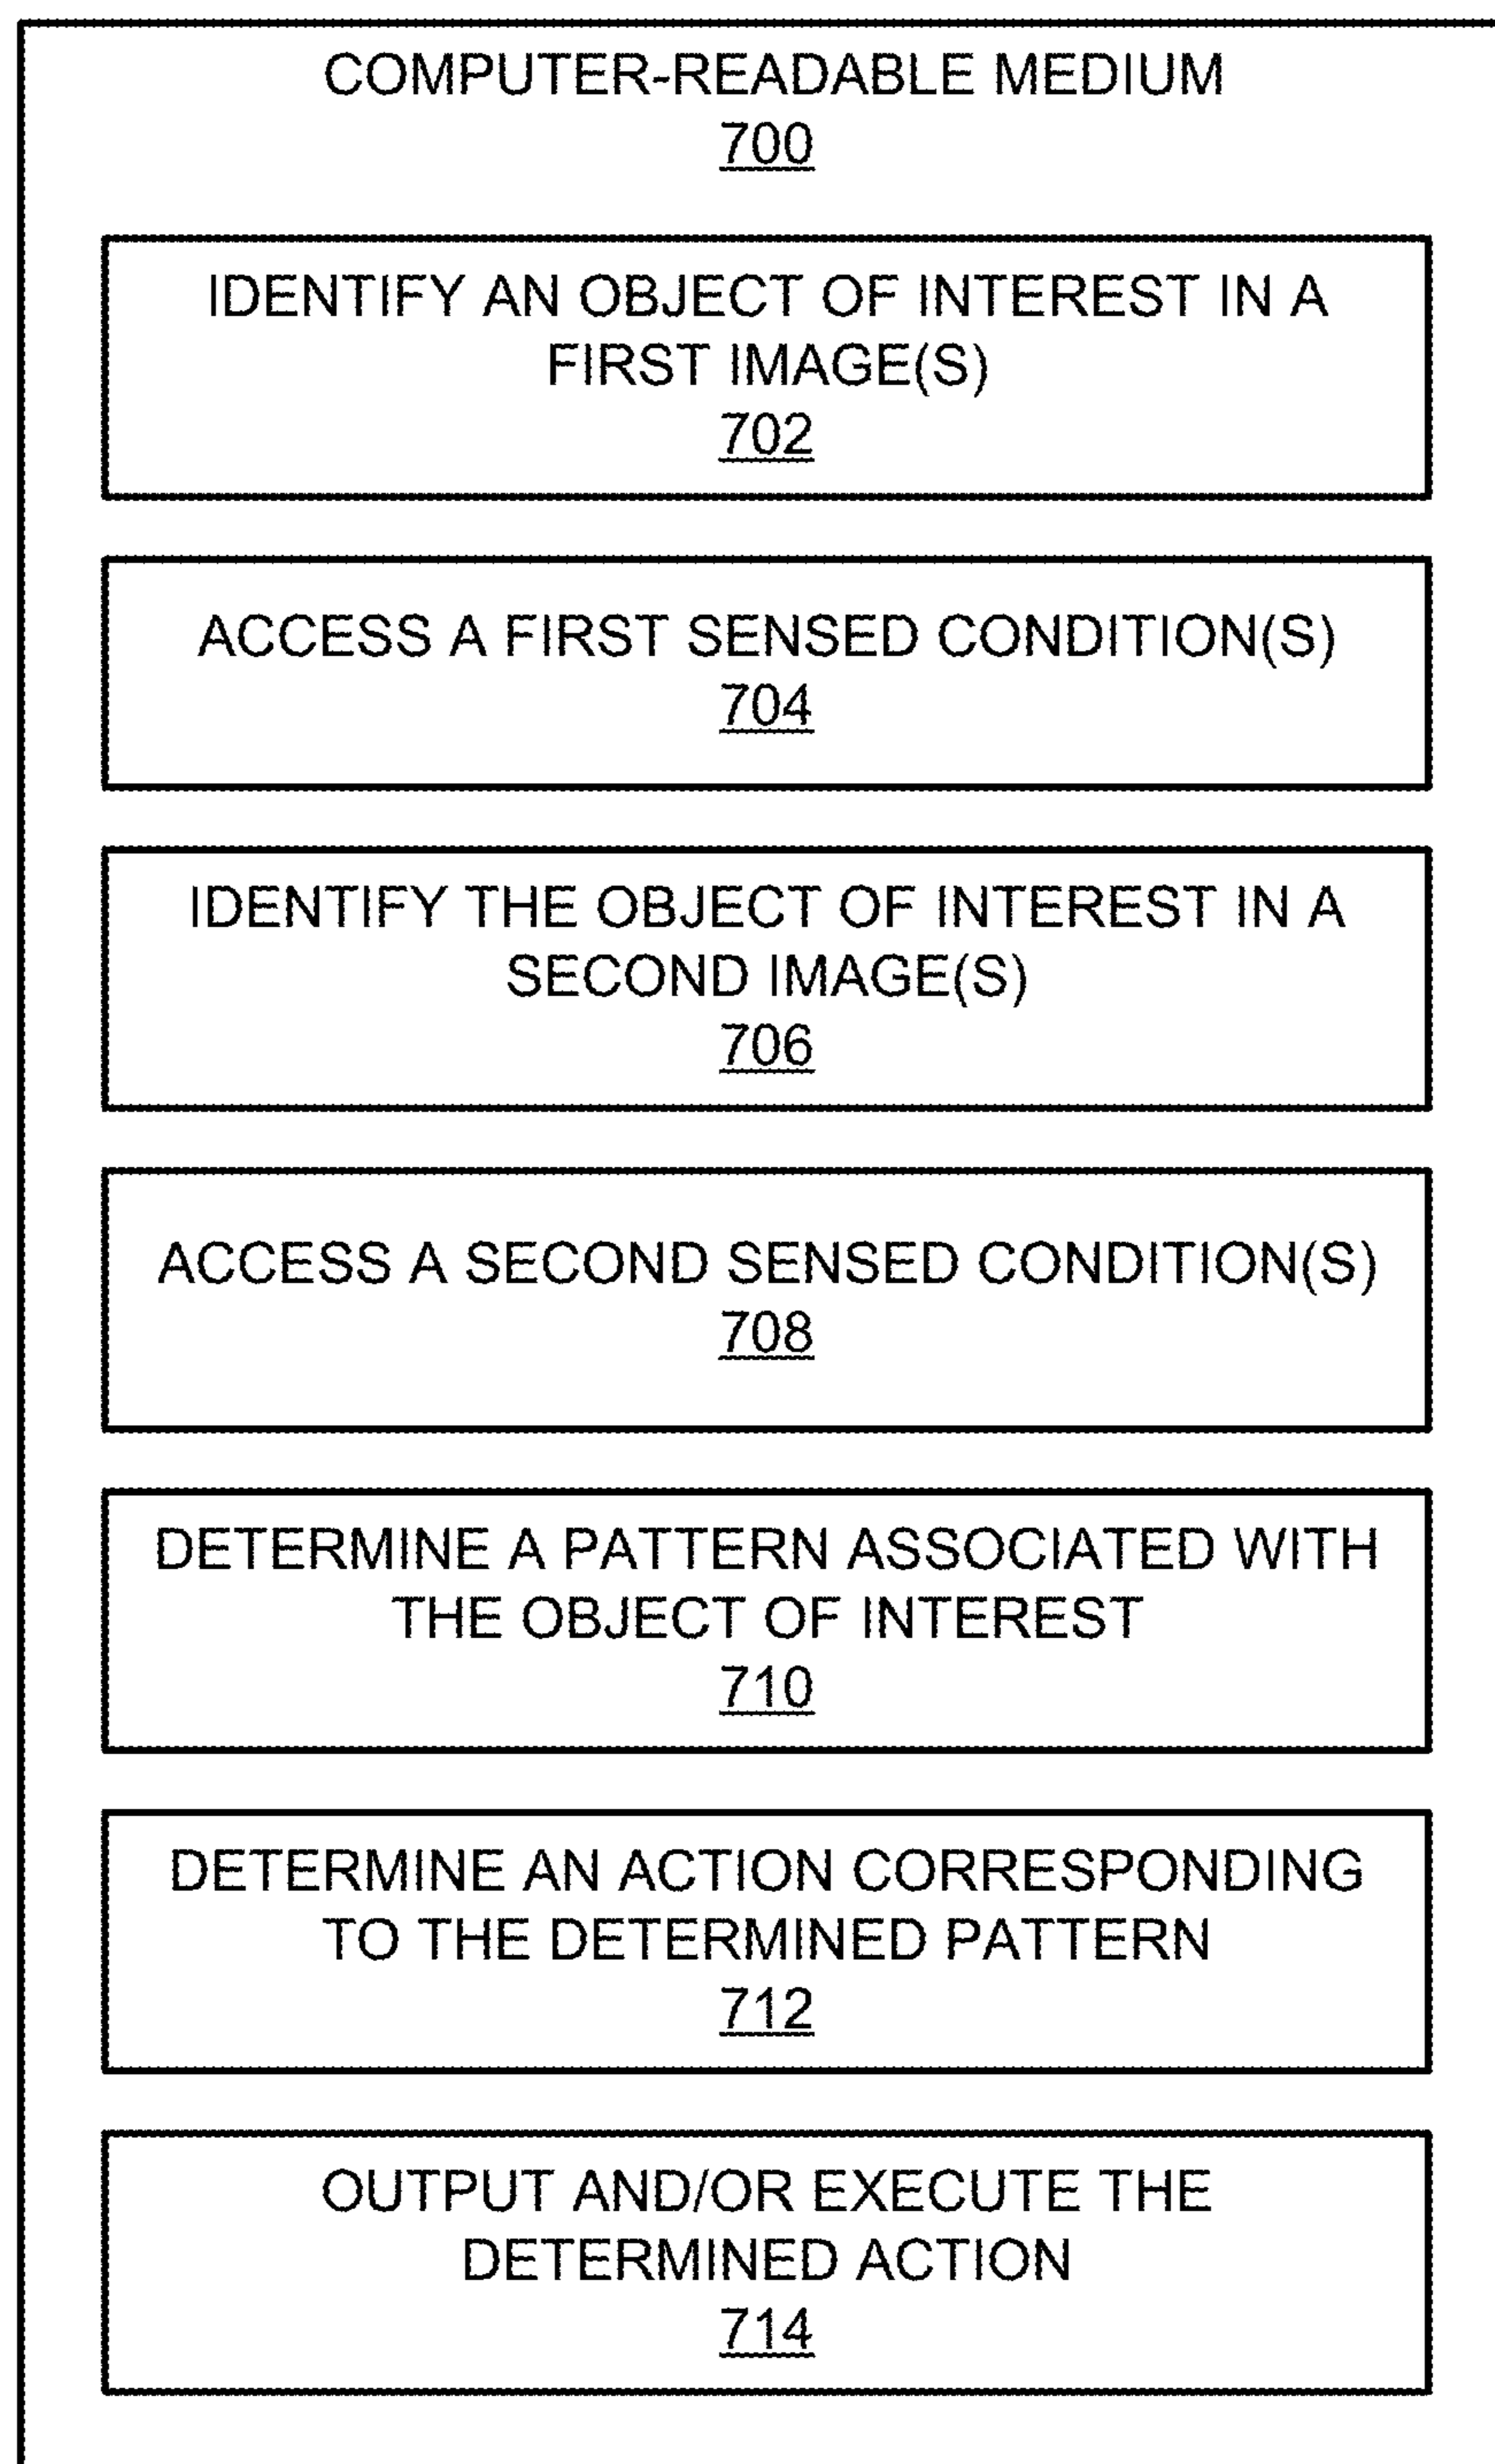 COMPUTER-READABLE MEDIUM
700
IDENTIFY AN OBJECT OF INTEREST IN A
FIRST IMAGE(S)
702
ACCESS A FIRST SENSED CONDITION(S)
704
IDENTIFY THE OBJECT OF INTEREST IN A
SECOND IMAGE(S)
706
ACCESS A SECOND SENSED CONDITION(S)
708
DETERMINE A PATTERN ASSOCIATED WITH
THE OBJECT OF INTEREST
710
DETERMINE AN ACTION CORRESPONDING
TO THE DETERMINED PATTERN
712
OUTPUT AND/OR EXECUTE THE
DETERMINED ACTION
714